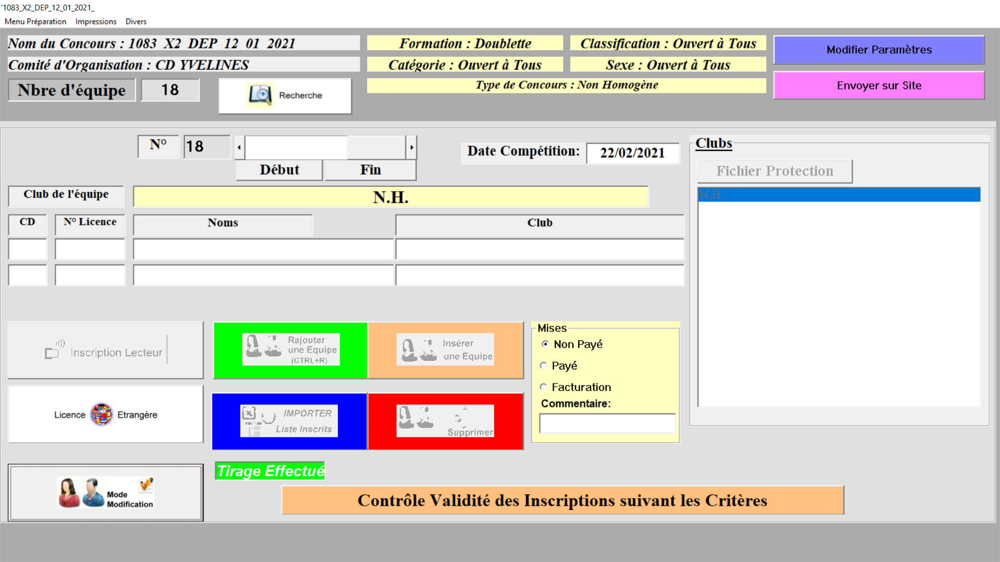 '1083_X2_DEP_12_01_2021_
Menu Préparation Impressions Divers
Nom du Concours : 1083 X2 DEP 12 01 2021
Formation : Doublette
Classification : Ouvert à Tous
Modifier Paramètres
Comité d'Organisation : CD YVELINES
Catégorie : Ouvert à Tous
Sexe : Ouvert à Tous
Nbre d'équipe
18
Recherche
Type de Concours : Non Homogène
Envoyer sur Site
N°
18
Début
Fin
Date Compétition:
22/02/2021
Clubs
Fichier Protection
N.H.
Club de l'équipe
N.H.
CD
N° Licence
Noms
Club
Inscription Lecteur
Rajouter
une Equipe
(CTRL+R)
Insérer
une Equipe
Mises
Non Payé
Payé
Facturation
Commentaire:
Licence Etrangère
IMPORTER
Liste Inscrits
Supprimer
Mode
Modification
Tirage Effectué
Contrôle Validité des Inscriptions suivant les Critères